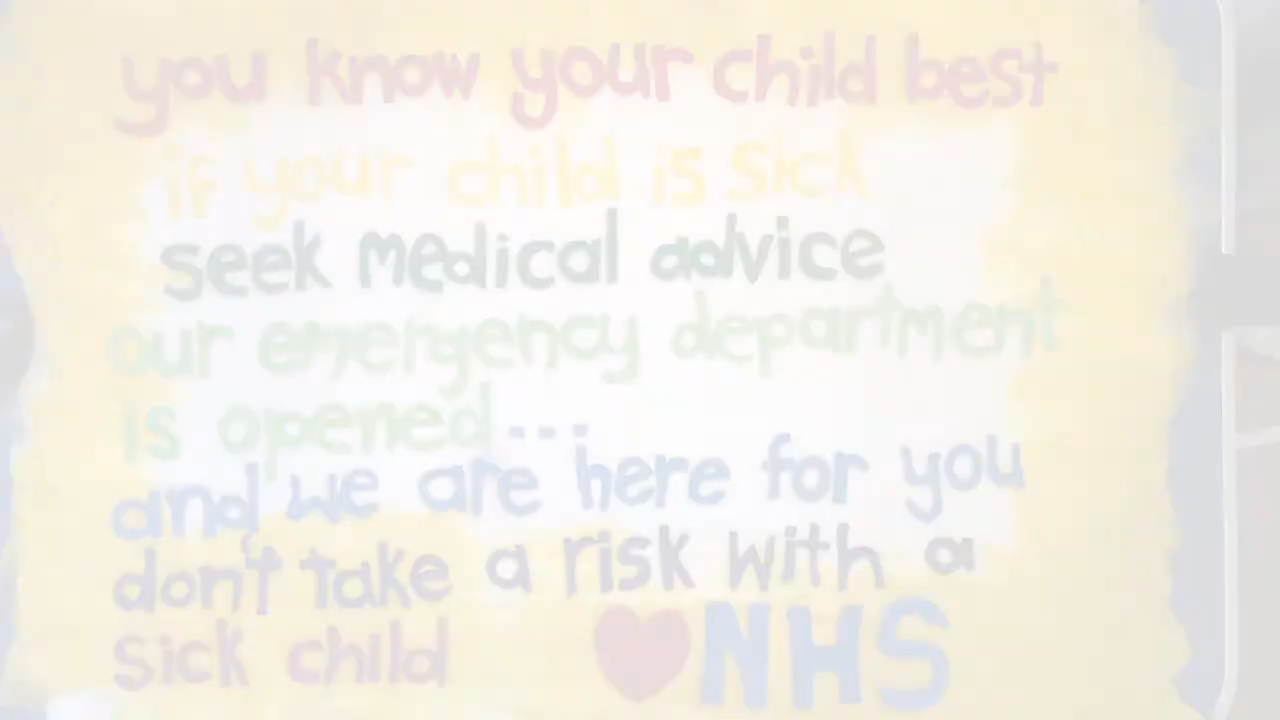 you know your child best
if your child is sick
seek medical advice
our emergency department
is opened...
and we are here for you
don't take a risk with a
sick child
NHS